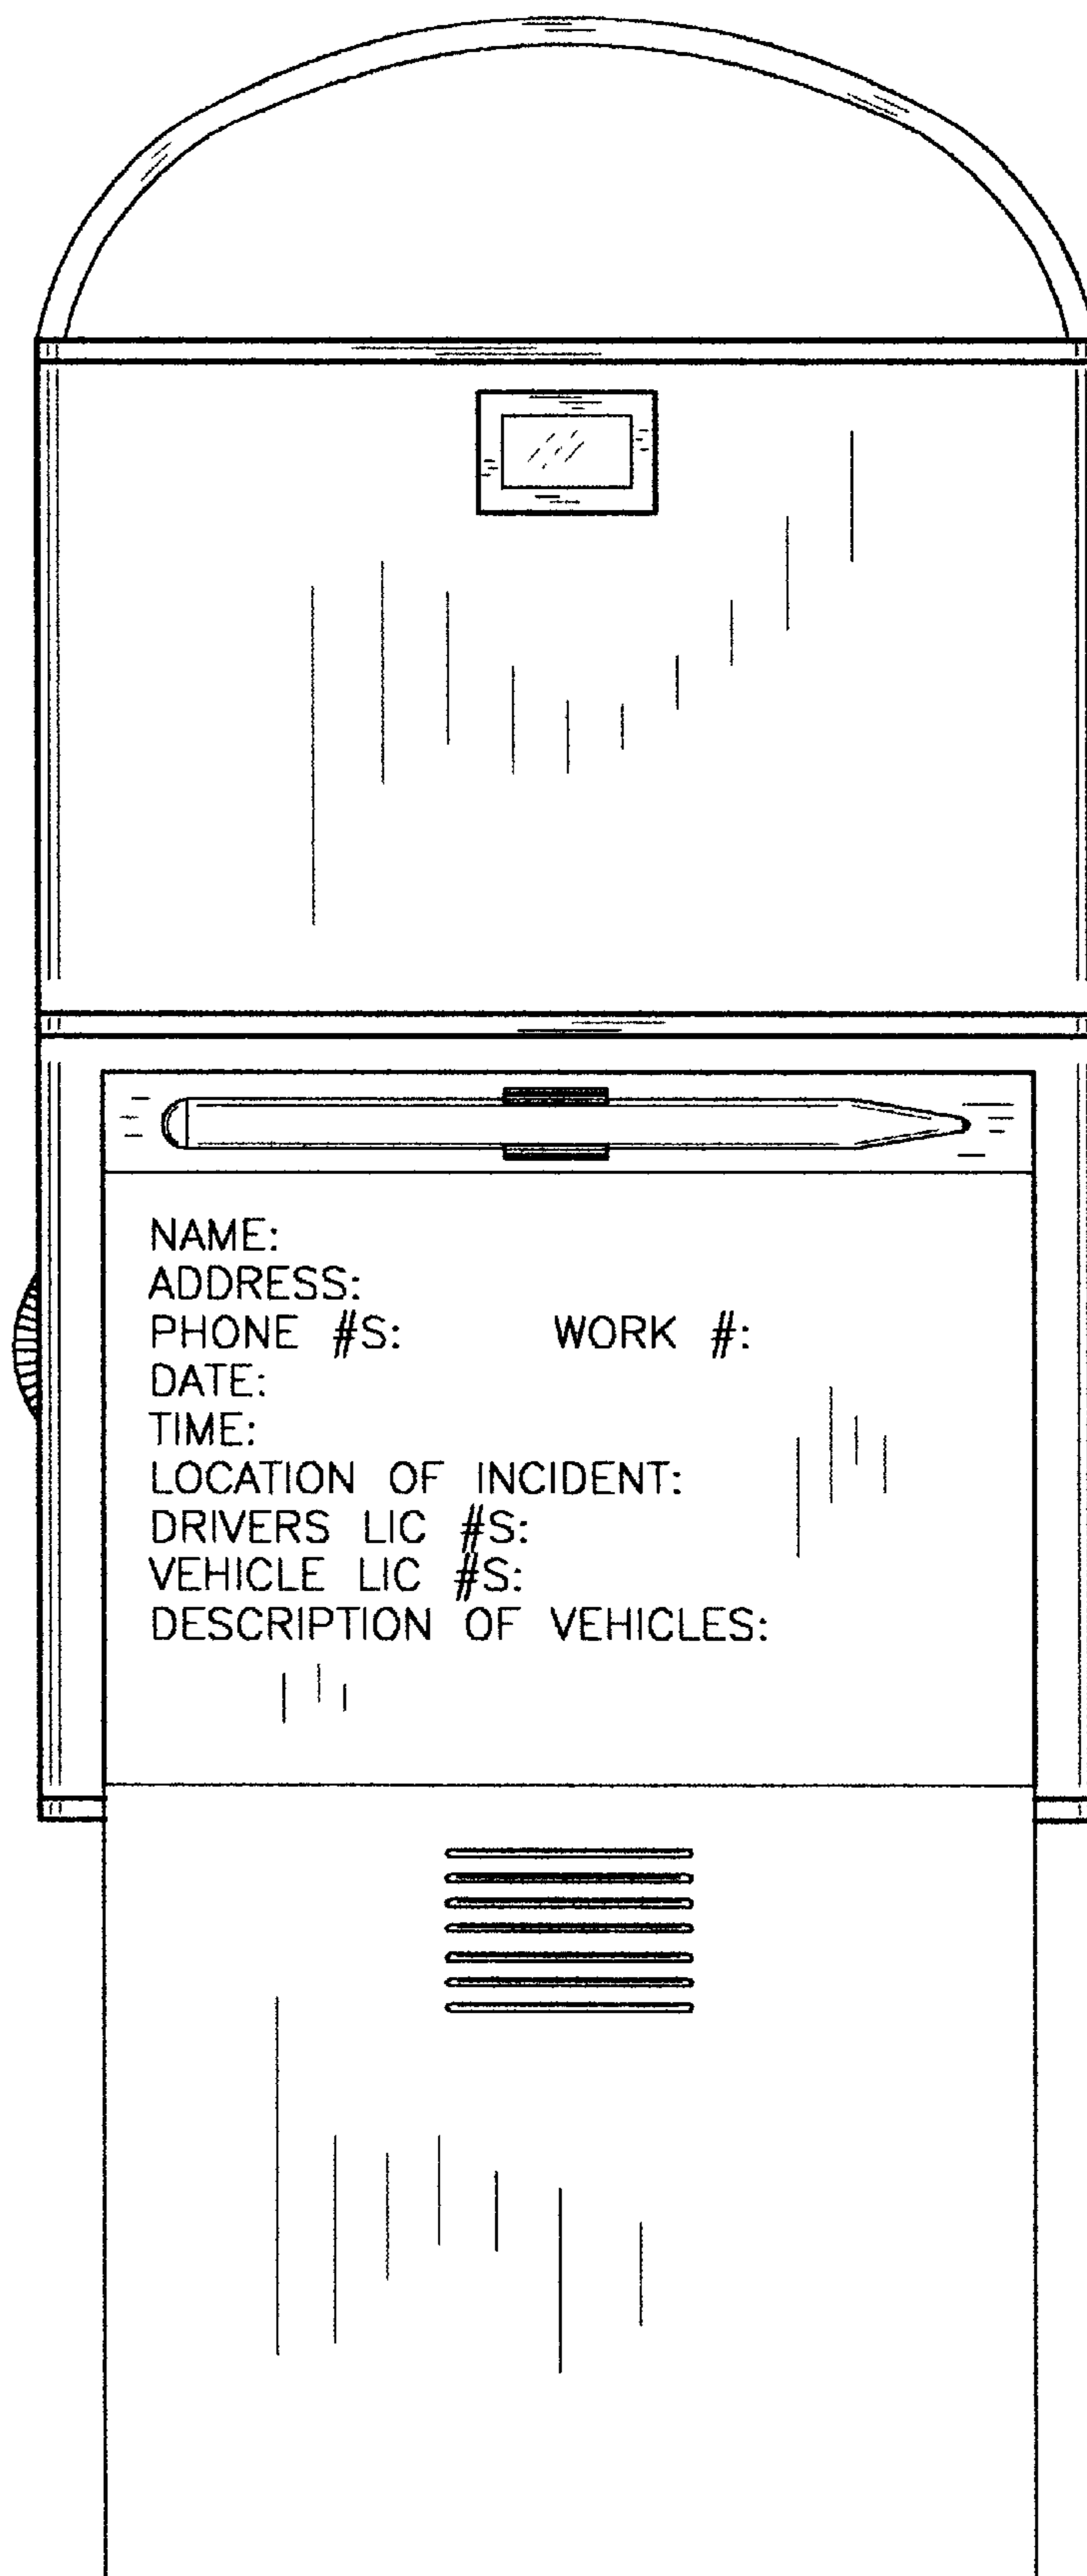 NAME:
ADDRESS:
PHONE #S: WORK #:
DATE:
TIME:
LOCATION OF INCIDENT:
DRIVERS LIC #S:
VEHICLE LIC #S:
DESCRIPTION OF VEHICLES: